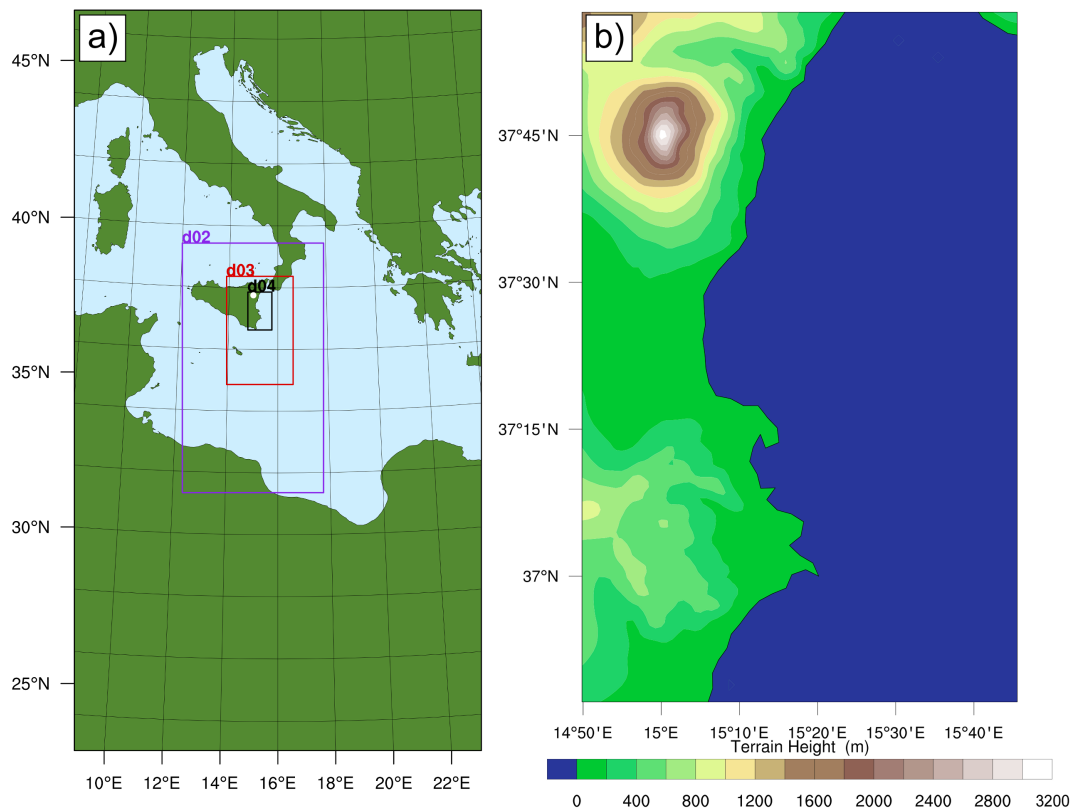 a)
45°N
40°N
35°N
30°N
25°N
d02
d03
d04
10°E 12°E 14°E 16°E 18°E 20°E 22°E
b)
37°45'N
37°30'N
37°15'N
37°N
14°50'E 15°E 15°10'E 15°20'E 15°30'E 15°40'E
Terrain Height (m)
0 400 800 1200 1600 2000 2400 2800 3200